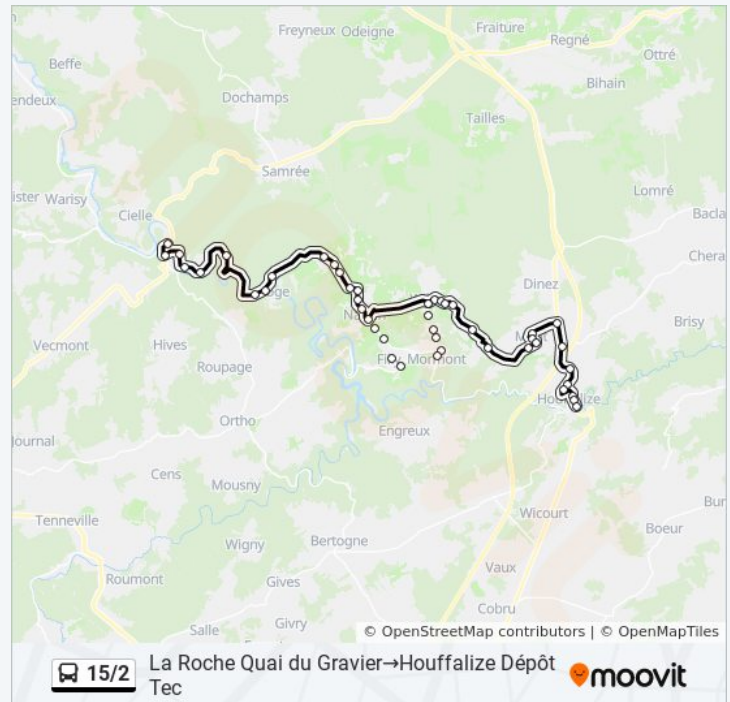 Freyneux Odeigne
Fraiture
Regné
Ottré
Beffe
Bihain
endeux
Dochamps
Tailles
Samrée
Lomré
ister Warisy
Cielle
Bacla
Chera
Dinez
Brisy
Vecmont
Hives
Filly Mormont
Roupage
Houffalize
Ortho
Engreux
Journal
Cens
Mousny
Tenneville
Wicourt
Bur
Boeur
Wigny
Bertogne
Roumont
Gives
Vaux
Givry
Cobru
Salle
© OpenStreetMap contributors | © OpenMapTiles
15/2
La Roche Quai du Gravier→Houffalize Dépôt
Tec
moovit